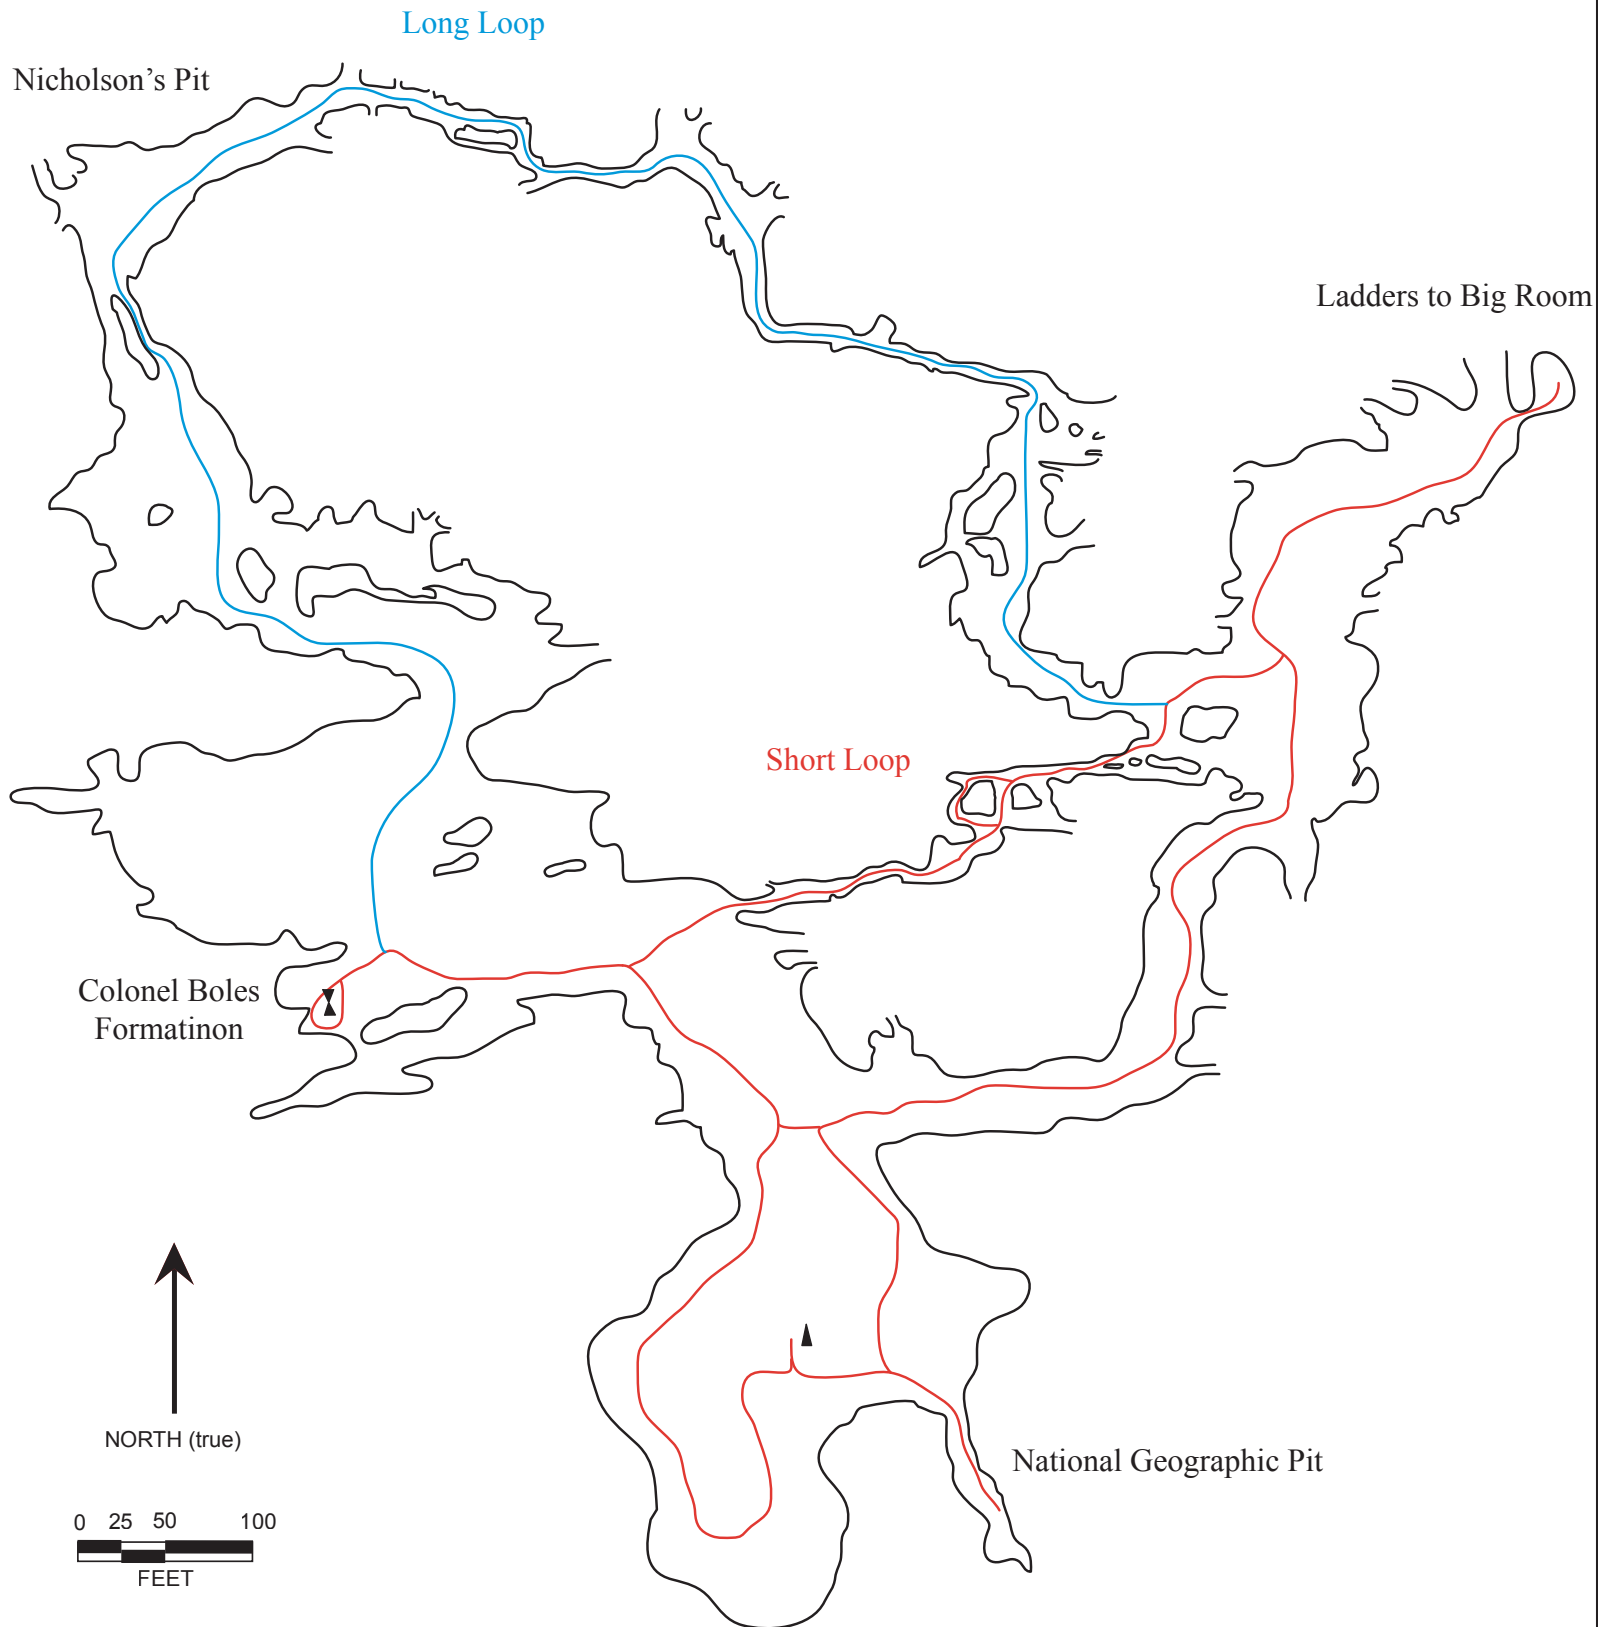 Long Loop
Nicholson's Pit
Ladders to Big Room
Short Loop
Colonel Boles
Formatinon
NORTH (true)
National Geographic Pit
0 25 50 100
FEET